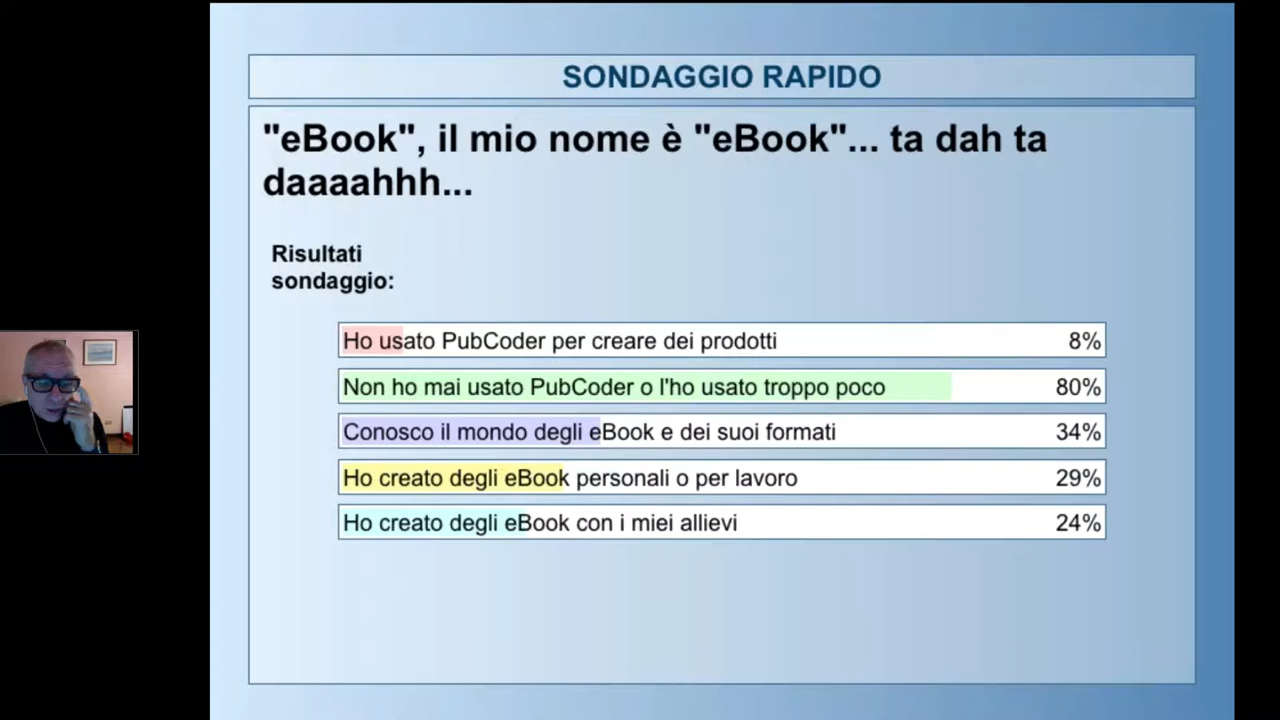 SONDAGGIO RAPIDO
"eBook", il mio nome è "eBook"... ta dah ta
daaaahhh...
Risultati
sondaggio:
Ho usato PubCoder per creare dei prodotti 8%
Non ho mai usato PubCoder o l'ho usato troppo poco 80%
Conosco il mondo degli eBook e dei suoi formati 34%
Ho creato degli eBook personali o per lavoro 29%
Ho creato degli eBook con i miei allievi 24%